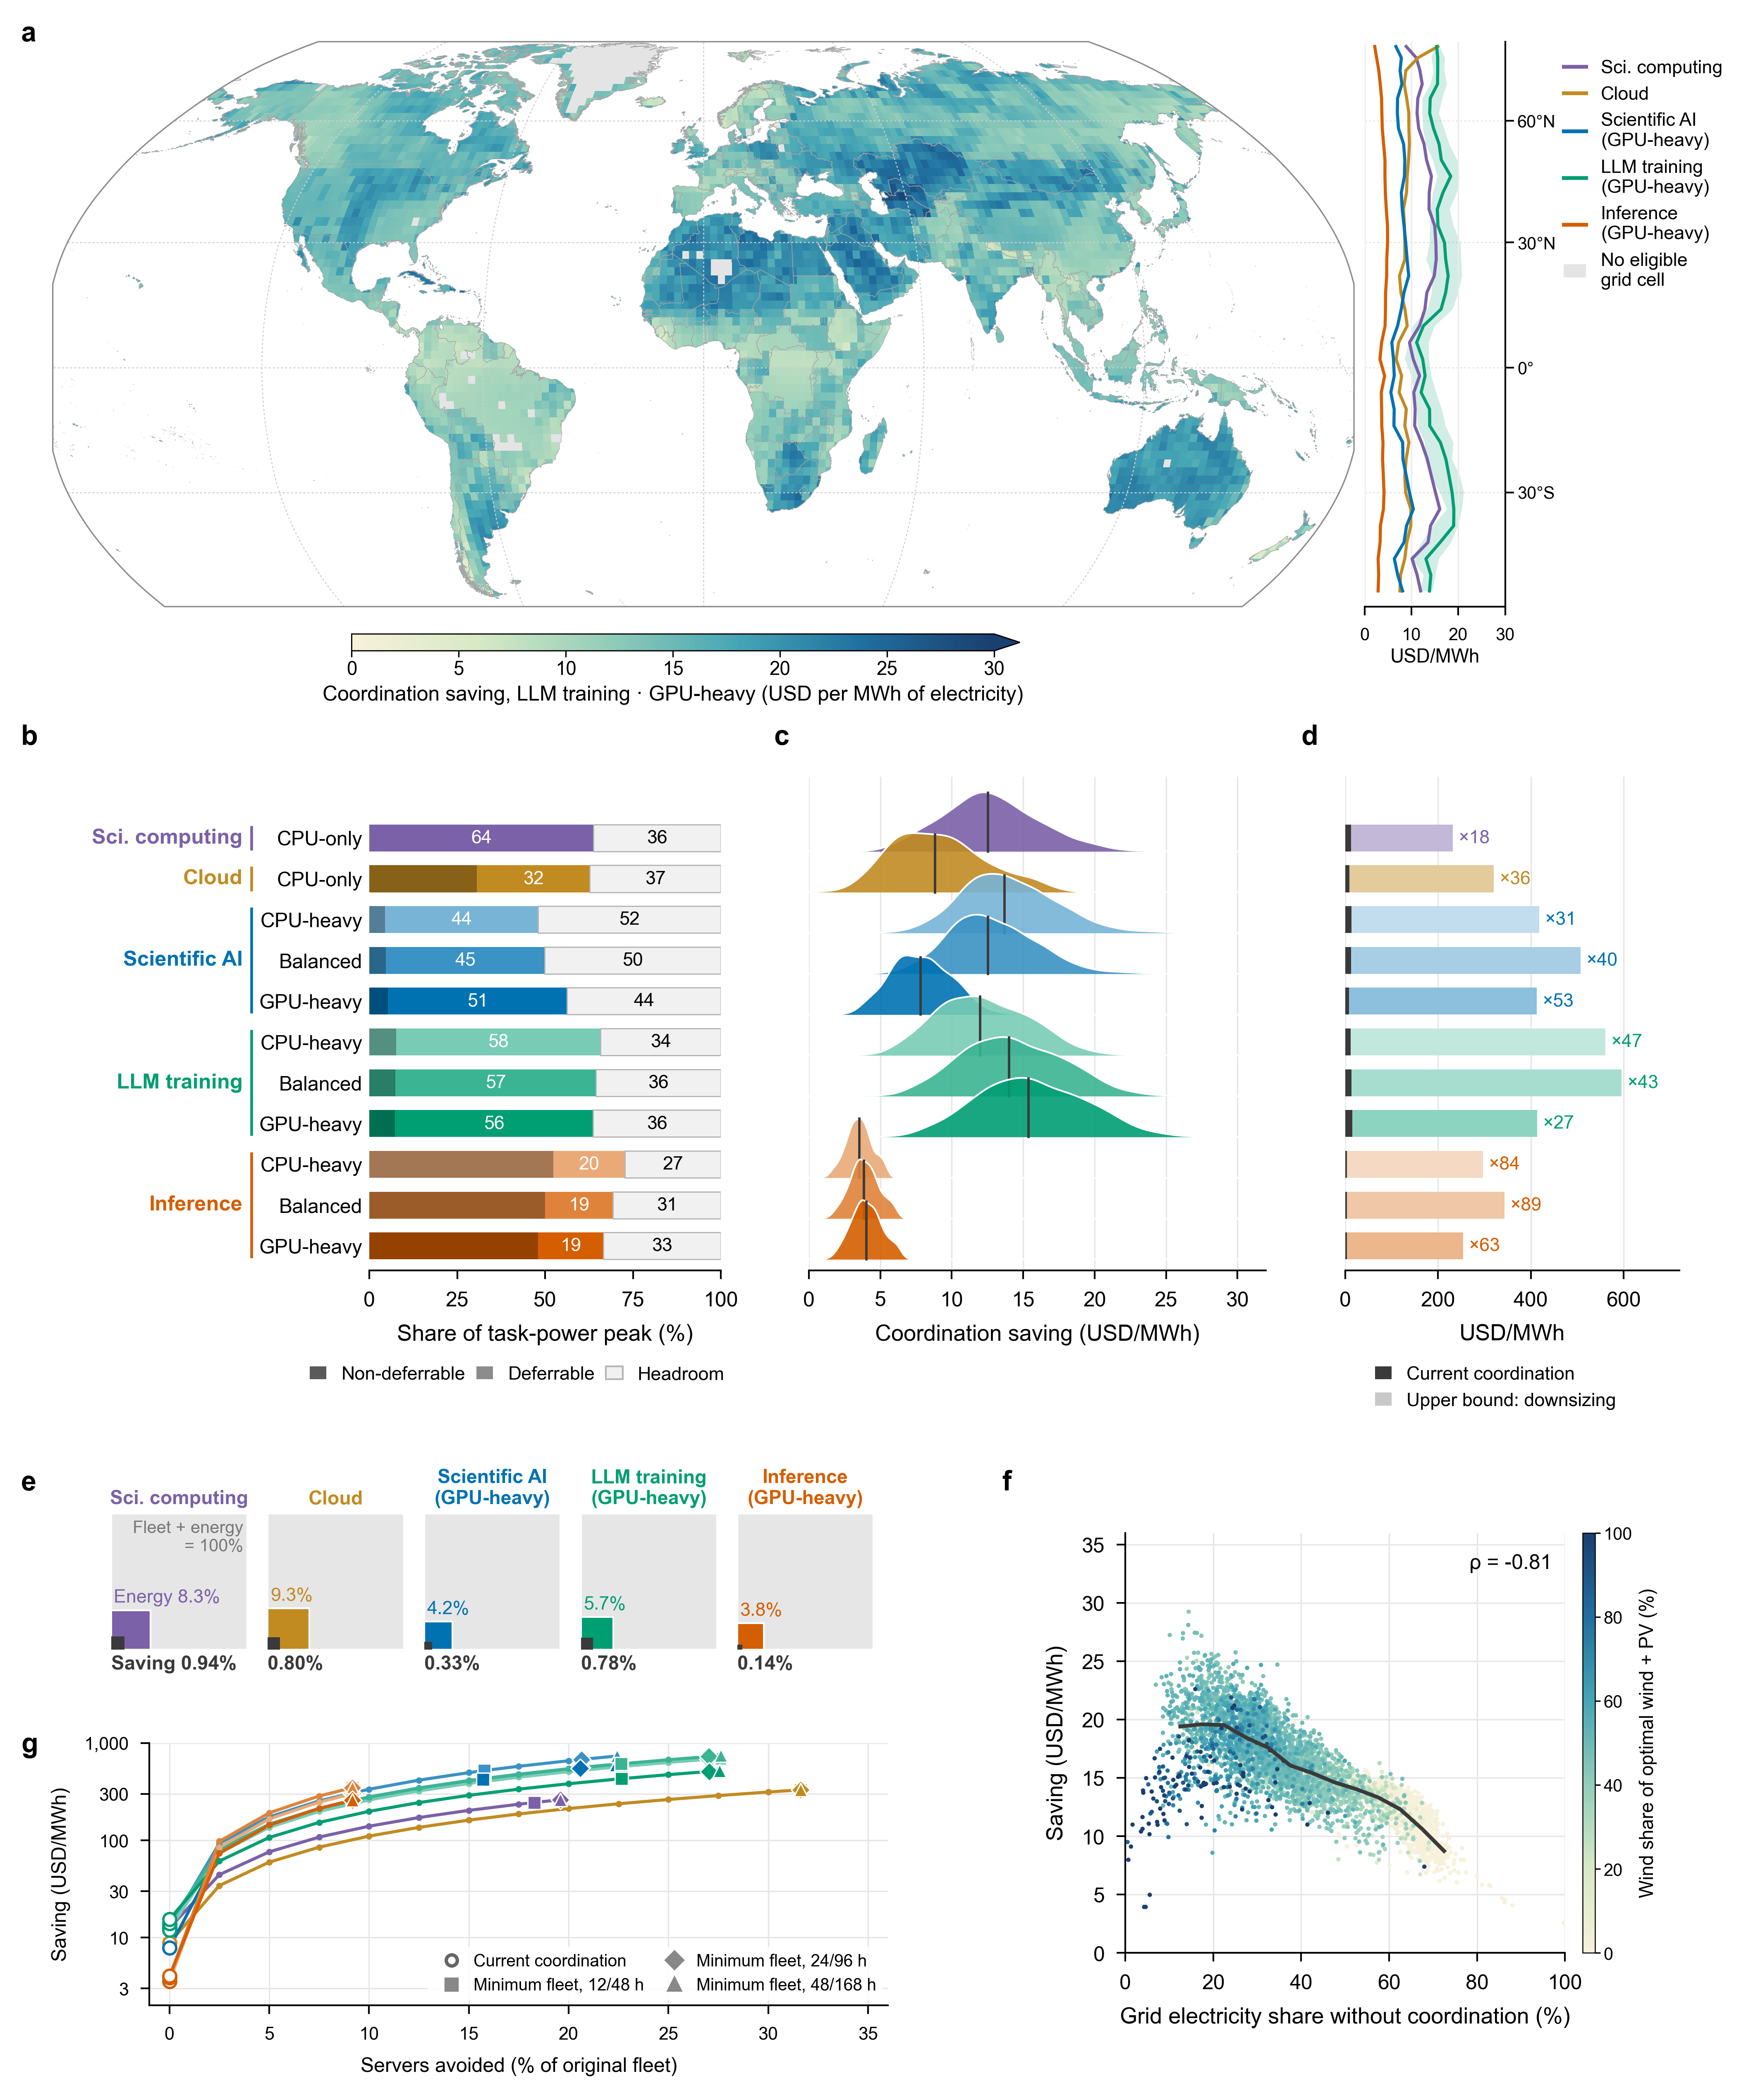 a
60°N
30°N
0°
30°S
0 10 20 30
USD/MWh
Sci. computing
Cloud
Scientific AI
(GPU-heavy)
LLM training
(GPU-heavy)
Inference
(GPU-heavy)
No eligible
grid cell
0 5 10 15 20 25 30
Coordination saving, LLM training · GPU-heavy (USD per MWh of electricity)
b
Sci. computing
CPU-only 64 36
Cloud
CPU-only 32 37
Scientific AI
CPU-heavy 44 52
Balanced 45 50
GPU-heavy 51 44
LLM training
CPU-heavy 58 34
Balanced 57 36
GPU-heavy 56 36
Inference
CPU-heavy 20 27
Balanced 19 31
GPU-heavy 19 33
0 25 50 75 100
Share of task-power peak (%)
Non-deferrable Deferrable Headroom
c
0 5 10 15 20 25 30
Coordination saving (USD/MWh)
d
×18
×36
×31
×40
×53
×47
×43
×27
×84
×89
×63
0 200 400 600
USD/MWh
Current coordination
Upper bound: downsizing
e
Sci. computing
Fleet + energy
= 100%
Energy 8.3%
Saving 0.94%
Cloud
9.3%
0.80%
Scientific AI
(GPU-heavy)
4.2%
0.33%
LLM training
(GPU-heavy)
5.7%
0.78%
Inference
(GPU-heavy)
3.8%
0.14%
f
ρ = -0.81
35
30
25
20
15
10
5
0
Saving (USD/MWh)
0 20 40 60 80 100
Grid electricity share without coordination (%)
100
80
60
40
20
0
Wind share of optimal wind + PV (%)
g
1,000
300
100
30
10
3
Saving (USD/MWh)
Current coordination
Minimum fleet, 12/48 h
Minimum fleet, 24/96 h
Minimum fleet, 48/168 h
0 5 10 15 20 25 30 35
Servers avoided (% of original fleet)